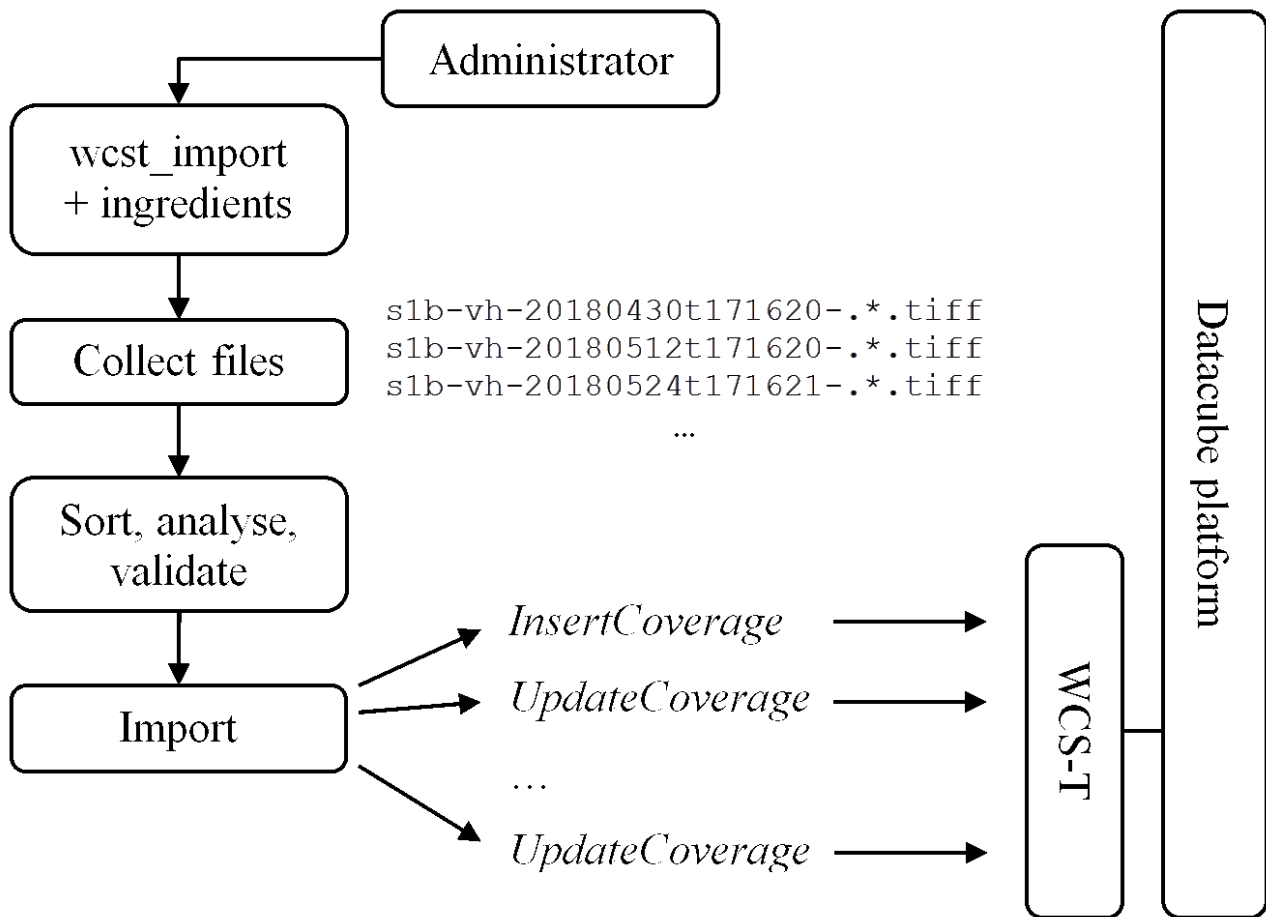 Administrator
wcst_import
+ ingredients
Collect files
s1b-vh-20180430t171620-.*.tiff
s1b-vh-20180512t171620-.*.tiff
s1b-vh-20180524t171621-.*.tiff
...
Sort, analyse,
validate
Import
InsertCoverage
UpdateCoverage
...
UpdateCoverage
WCS-T
Datacube platform